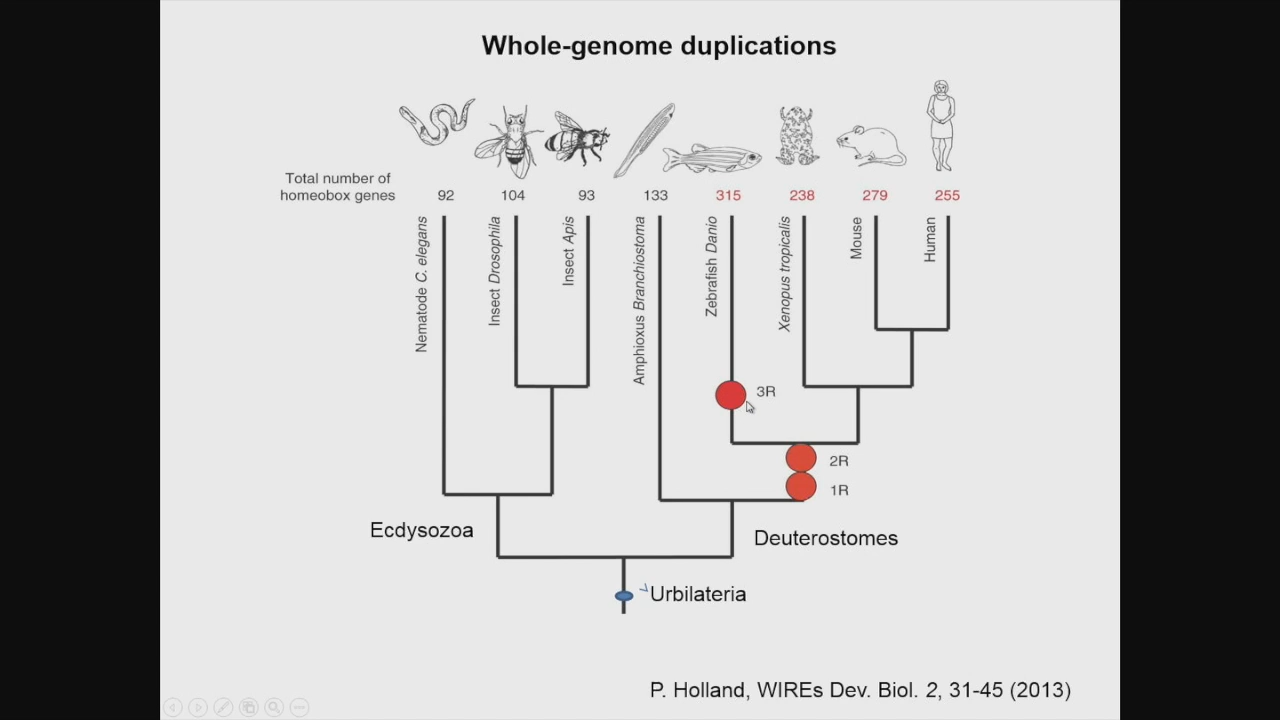 Whole-genome duplications
Total number of
homeobox genes
92
104
93
133
315
238
279
255
Nematode C. elegans
Insect Drosophila
Insect Apis
Amphioxus Branchiostoma
Zebrafish Danio
Xenopus tropicalis
Mouse
Human
3R
2R
1R
Ecdysozoa
Deuterostomes
Urbilateria
P. Holland, WIREs Dev. Biol. 2, 31-45 (2013)